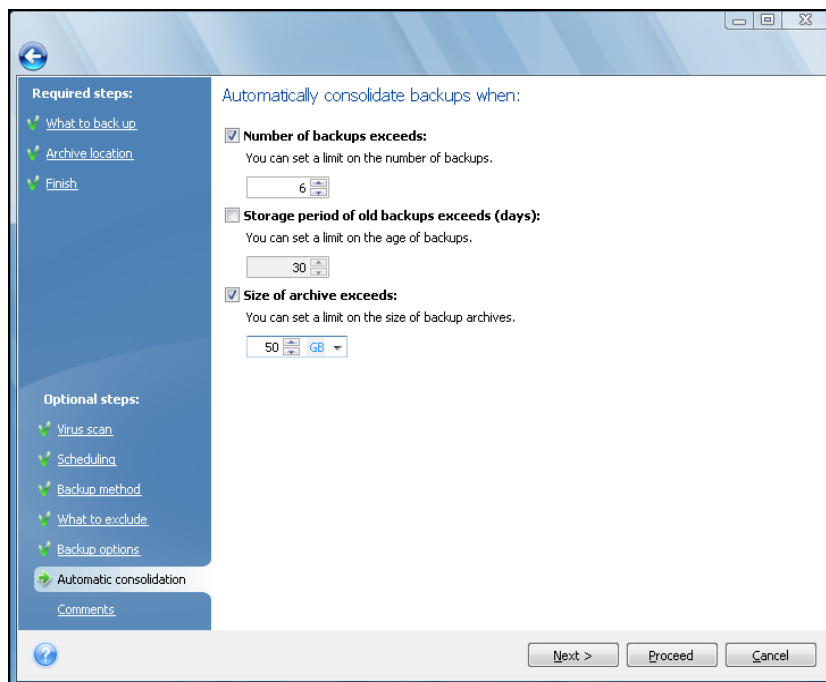 Required steps:
What to back up
Archive location
Finish
Optional steps:
Virus scan
Scheduling
Backup method
What to exclude
Backup options
Automatic consolidation
Comments
Automatically consolidate backups when:
Number of backups exceeds:
You can set a limit on the number of backups.
6
Storage period of old backups exceeds (days):
You can set a limit on the age of backups.
30
Size of archive exceeds:
You can set a limit on the size of backup archives.
50 GB
?
Next > Proceed Cancel